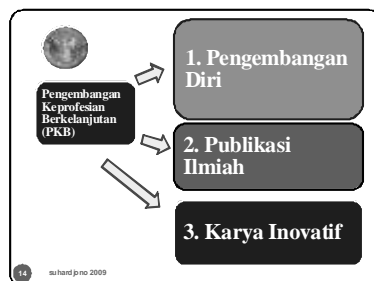 Pengembangan
Keprofesian
Berkelanjutan
(PKB)
1. Pengembangan
Diri
2. Publikasi
Ilmiah
3. Karya Inovatif
14
suhardjono 2009